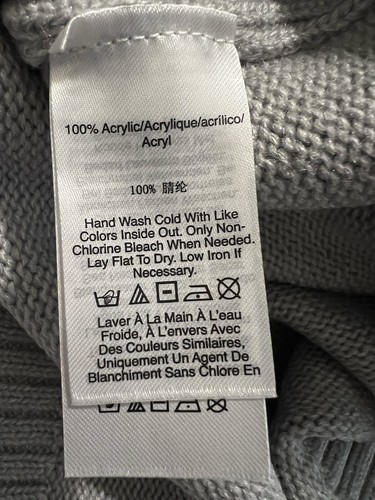 100% Acrylic/Acrylique/acrílico/
Acryl
100% 腈纶
Hand Wash Cold With Like
Colors Inside Out. Only Non-
Chlorine Bleach When Needed.
Lay Flat To Dry. Low Iron If
Necessary.
Laver À La Main À L'eau
Froide, À L'envers Avec
Des Couleurs Similaires,
Uniquement Un Agent De
Blanchiment Sans Chlore En